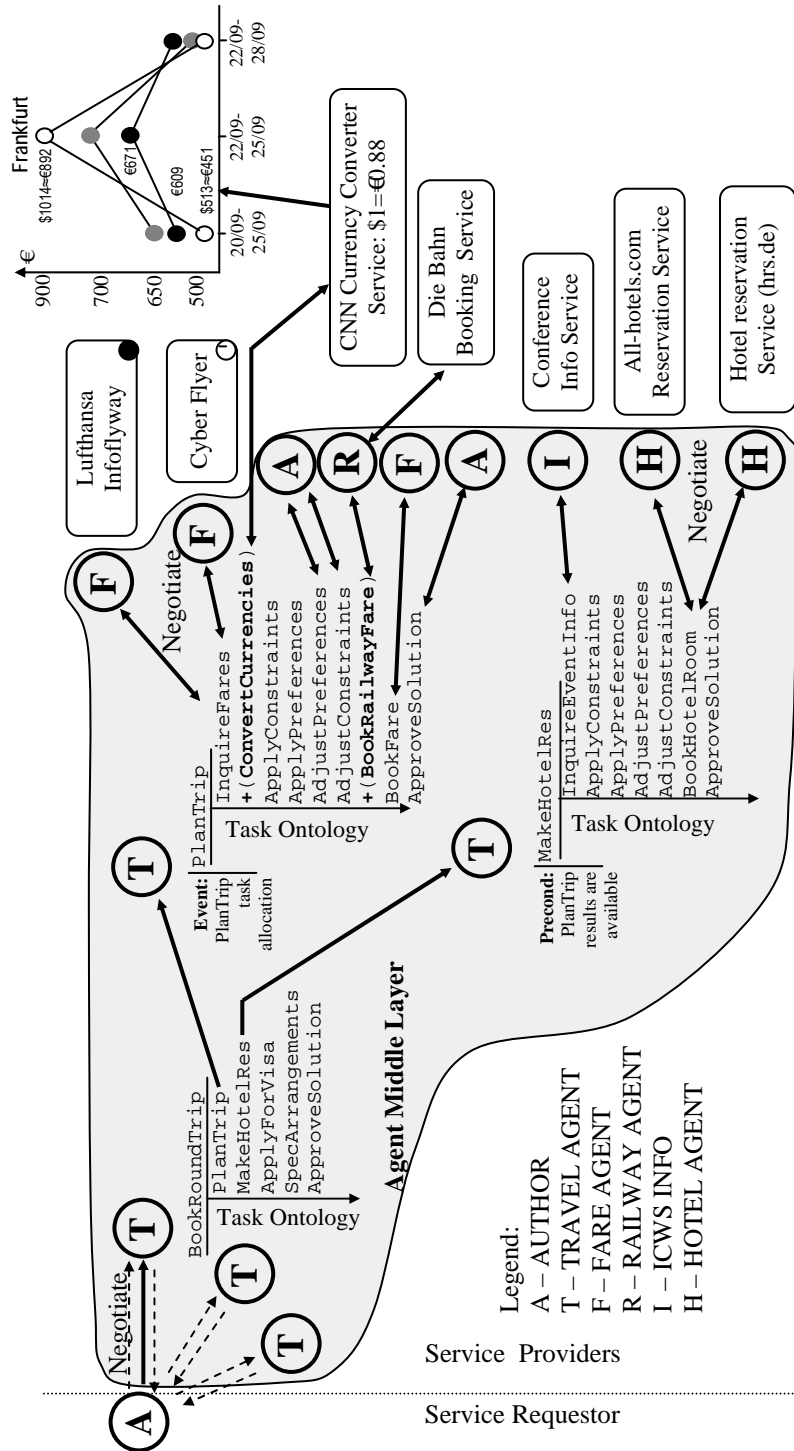 A
Negotiate
T
T
T
BookRoundTrip
PlanTrip
MakeHotelRes
ApplyForVisa
SpecArrangements
ApproveSolution
Task Ontology
Agent Middle Layer
T
T
Event:
PlanTrip
task
allocation
PlanTrip
InquireFares
+(ConvertCurrencies)
ApplyConstraints
ApplyPreferences
AdjustPreferences
AdjustConstraints
+(BookRailwayFare)
BookFare
ApproveSolution
Task Ontology
Precond:
PlanTrip
results are
available
MakeHotelRes
InquireEventInfo
ApplyConstraints
ApplyPreferences
AdjustPreferences
AdjustConstraints
BookHotelRoom
ApproveSolution
Task Ontology
F
Negotiate
F
A
R
F
A
I
H
Negotiate
H
Lufthansa
Infoflyway
Cyber Flyer
CNN Currency Converter
Service: $1=€0.88
Die Bahn
Booking Service
Conference
Info Service
All-hotels.com
Reservation Service
Hotel reservation
Service (hrs.de)
€
Frankfurt
900
700
650
500
$1014≈€892
€671
€609
$513≈€451
20/09-
25/09
22/09-
25/09
22/09-
28/09
Legend:
A – AUTHOR
T – TRAVEL AGENT
F – FARE AGENT
R – RAILWAY AGENT
I – ICWS INFO
H – HOTEL AGENT
Service Providers
Service Requestor